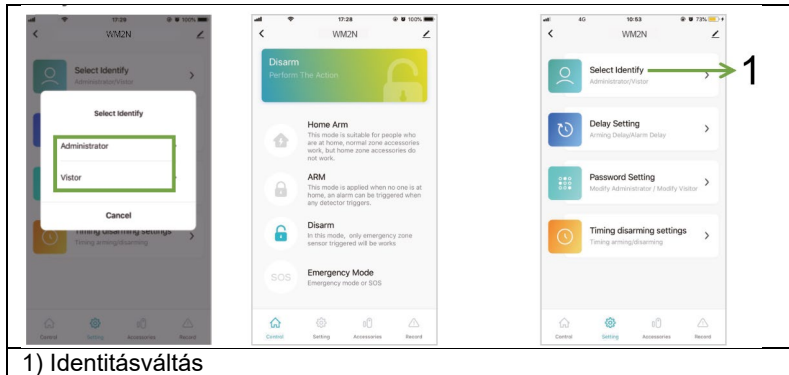 17:28 100%
WM2N
Select Identify
Administrator/Visitor
Select Identify
Administrator
Vistor
Cancel
Timing disarming settings
Timing arming/disarming
Control Setting Accessories Record
17:28 100%
WM2N
Disarm
Perform The Action
Home Arm
This mode is suitable for people who
are at home, normal zone accessories
work, but home zone accessories do
not work.
ARM
This mode is applied when no one is at
home, an alarm can be triggered when
any detector triggers.
Disarm
In this mode, only emergency zone
sensor triggered will be works
SOS
Emergency Mode
Emergency mode or SOS
Control Setting Accessories Record
4G 10:53 73%
WM2N
Select Identify
Administrator/Vistor
1
Delay Setting
Arming Delay/Alarm Delay
Password Setting
Modify Administrator / Modify Visitor
Timing disarming settings
Timing arming/disarming
Control Setting Accessories Record
1) Identitásváltás